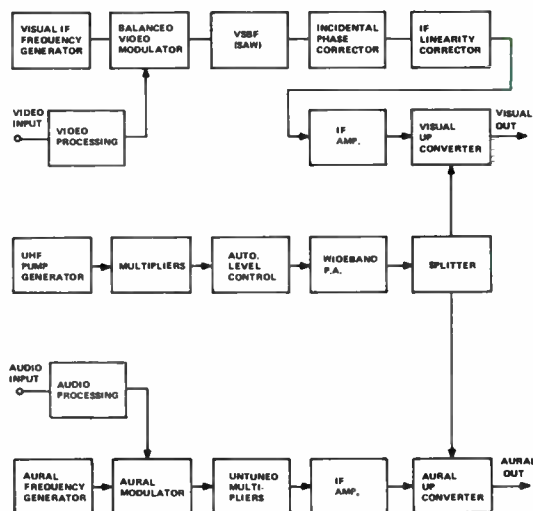 VISUAL IF
FREQUENCY
GENERATOR
BALANCED
VIDEO
MODULATOR
VSBF
(SAW)
INCIDENTAL
PHASE
CORRECTOR
IF
LINEARITY
CORRECTOR
VIDEO
INPUT
VIDEO
PROCESSING
IF
AMP.
VISUAL
UP
CONVERTER
VISUAL
OUT
UHF
PUMP
GENERATOR
MULTIPLIERS
AUTO.
LEVEL
CONTROL
WIDEBAND
P.A.
SPLITTER
AUDIO
INPUT
AUDIO
PROCESSING
AURAL
FREQUENCY
GENERATOR
AURAL
MODULATOR
UNTUNED
MULTI-
PLIERS
IF
AMP.
AURAL
UP
CONVERTER
AURAL
OUT